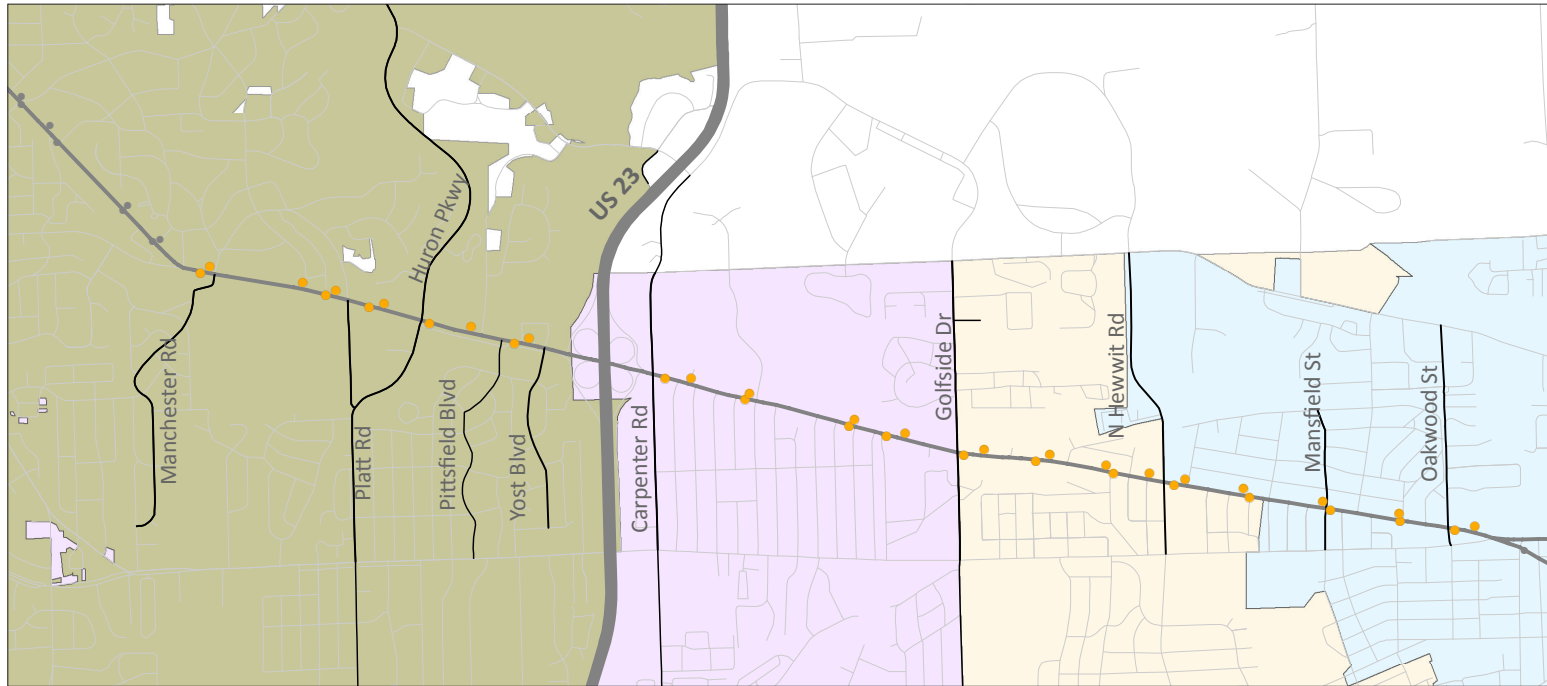 Manchester Rd
Platt Rd
Huron Pkwy
Pittsfield Blvd
Yost Blvd
US 23
Carpenter Rd
Golfside Dr
N Hewwit Rd
Mansfield St
Oakwood St